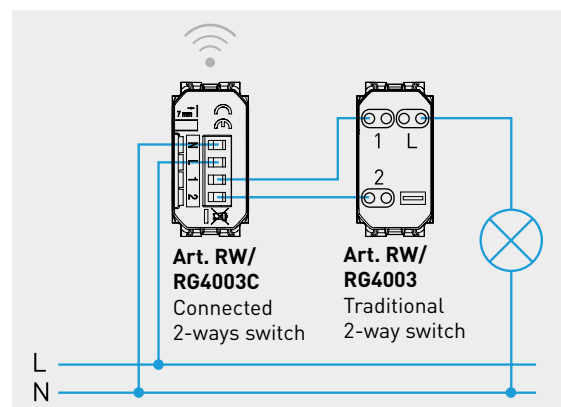 7mm
CE
N
L
1
2
1 L
2
Art. RW/
RG4003C
Connected
2-ways switch
Art. RW/
RG4003
Traditional
2-way switch
L
N